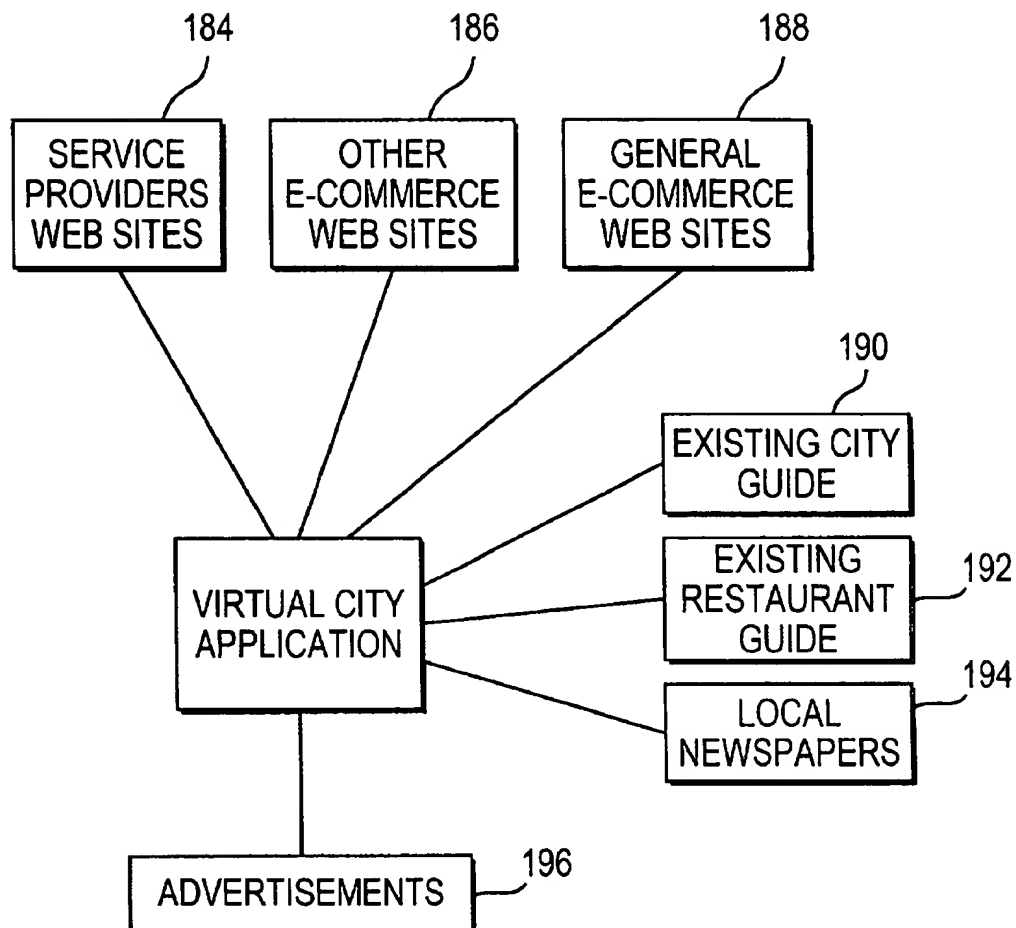 184
186
188
SERVICE
PROVIDERS
WEB SITES
OTHER
E-COMMERCE
WEB SITES
GENERAL
E-COMMERCE
WEB SITES
190
EXISTING CITY
GUIDE
VIRTUAL CITY
APPLICATION
EXISTING
RESTAURANT
GUIDE
192
LOCAL
NEWSPAPERS
194
ADVERTISEMENTS
196